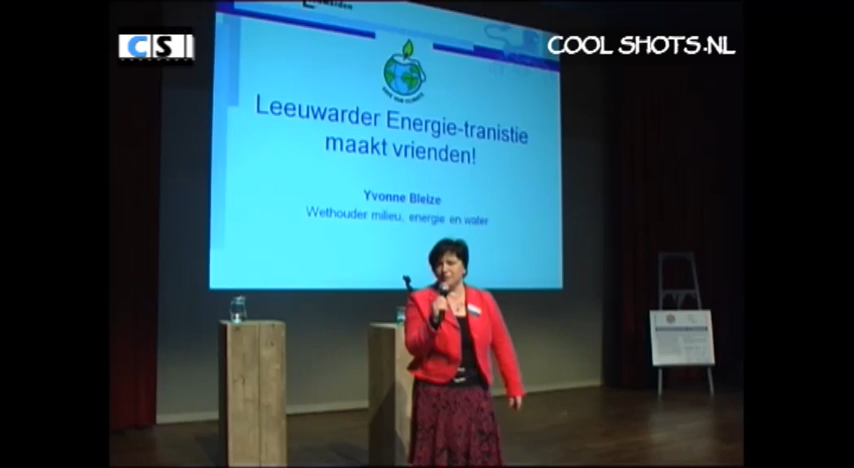 CSI
COOL SHOTS.NL
Leeuwarder Energie-tranistie
maakt vrienden!
Yvonne Bleize
Wethouder milieu, energie en water